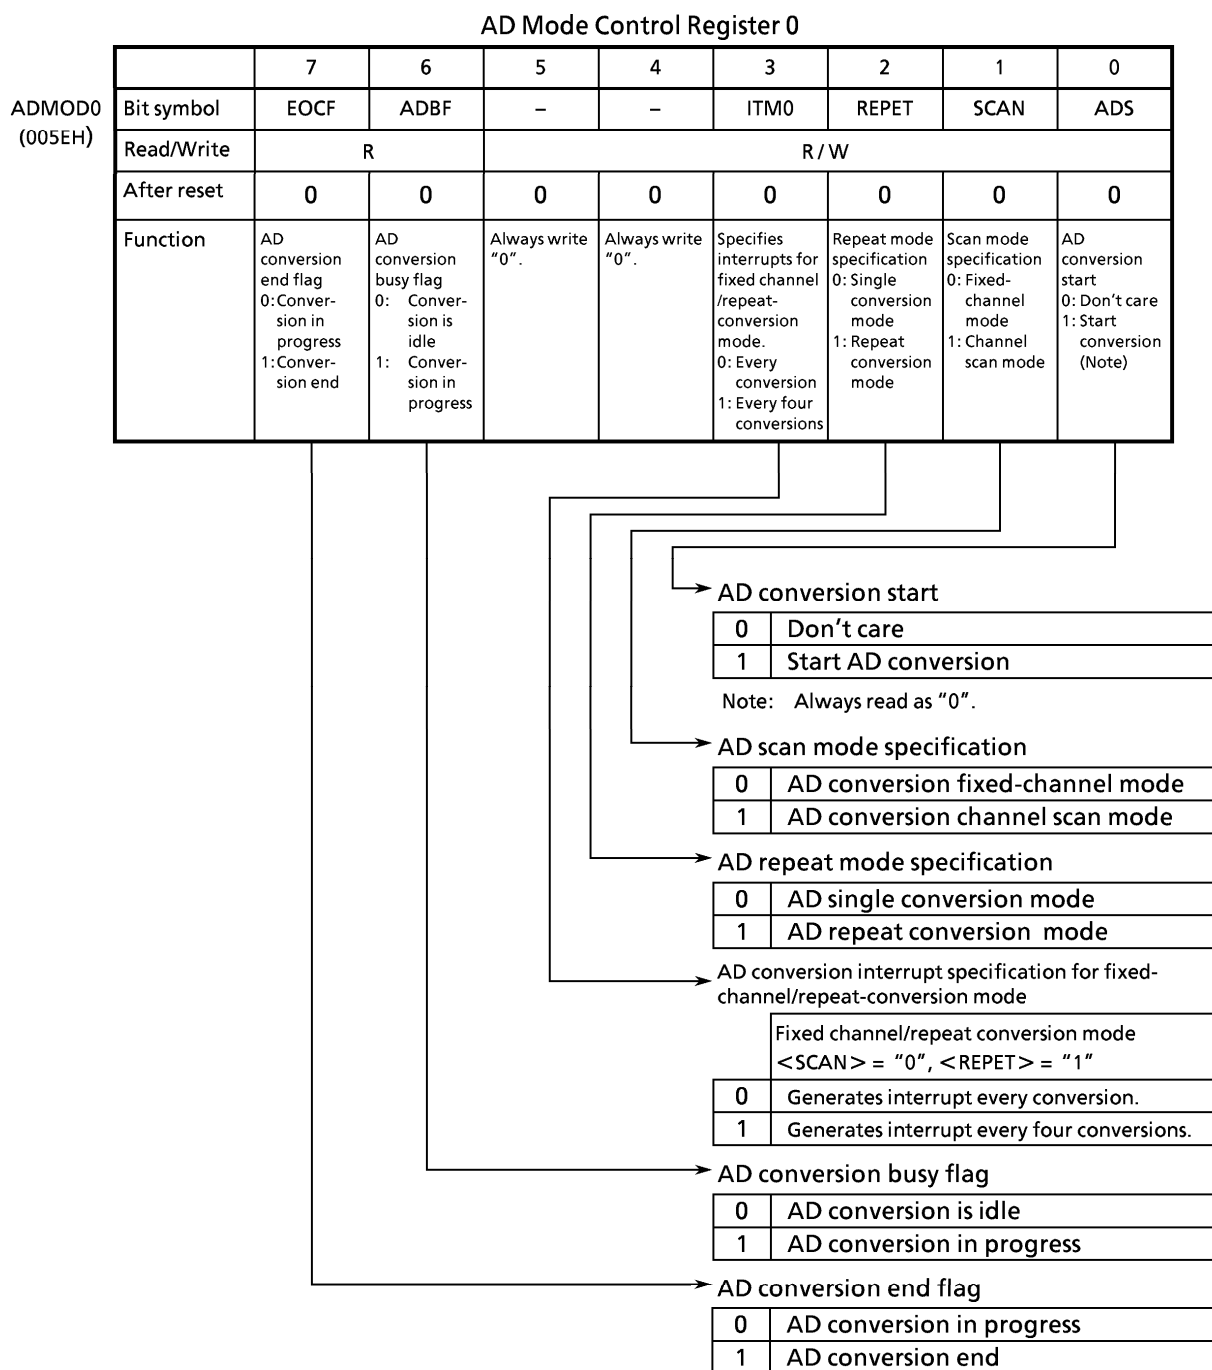 AD Mode Control Register 0
7 6 5 4 3 2 1 0
ADMOD0
(005EH)
Bit symbol EOCF ADBF – – ITM0 REPET SCAN ADS
Read/Write R R/W
After reset 0 0 0 0 0 0 0 0
Function
AD
conversion
end flag
0: Conver-
sion in
progress
1: Conver-
sion end
AD
conversion
busy flag
0: Conver-
sion is
idle
1: Conver-
sion in
progress
Always write
“0”.
Always write
“0”.
Specifies
interrupts for
fixed channel
/repeat-
conversion
mode.
0: Every
conversion
1: Every four
conversions
Repeat mode
specification
0: Single
conversion
mode
1: Repeat
conversion
mode
Scan mode
specification
0: Fixed-
channel
mode
1: Channel
scan mode
AD
conversion
start
0: Don’t care
1: Start
conversion
(Note)
AD conversion start
0 Don’t care
1 Start AD conversion
Note: Always read as “0”.
AD scan mode specification
0 AD conversion fixed-channel mode
1 AD conversion channel scan mode
AD repeat mode specification
0 AD single conversion mode
1 AD repeat conversion mode
AD conversion interrupt specification for fixed-
channel/repeat-conversion mode
Fixed channel/repeat conversion mode
<SCAN> = “0”, <REPET> = “1”
0 Generates interrupt every conversion.
1 Generates interrupt every four conversions.
AD conversion busy flag
0 AD conversion is idle
1 AD conversion in progress
AD conversion end flag
0 AD conversion in progress
1 AD conversion end